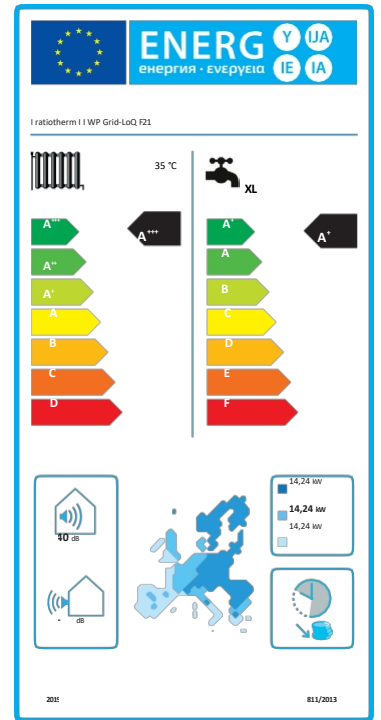 ENERG
енергия · ενεργεια
Y IJA
IE IA
I ratiotherm I I WP Grid-LoQ F21
35 °C
XL
A+++
A++
A+
A
B
C
D
A+++
A+
A
B
C
D
E
F
A+
40 dB
- dB
14,24 kW
14,24 kW
14,24 kW
2015
811/2013